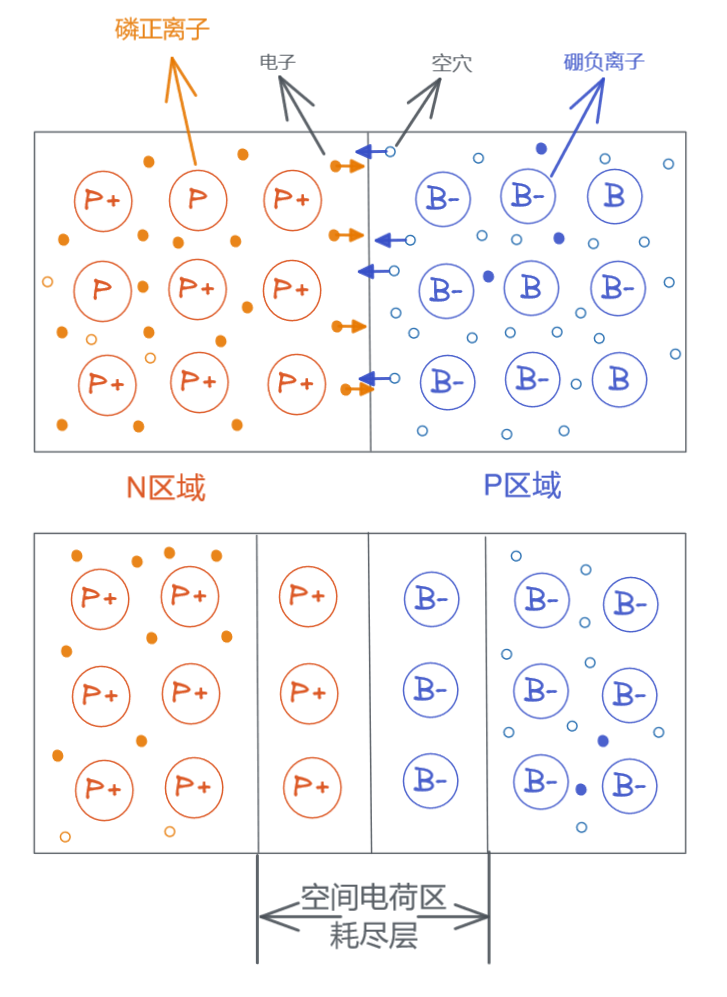 磷正离子
电子
空穴
硼负离子
P+ P P+ B- B- B
P P+ P+ B- B B-
P+ P+ P+ B- B- B
N区域
P区域
P+ P+ P+ B- B- B-
P+ P+ P+ B- B- B-
P+ P+ P+ B- B- B-
空间电荷区
耗尽层